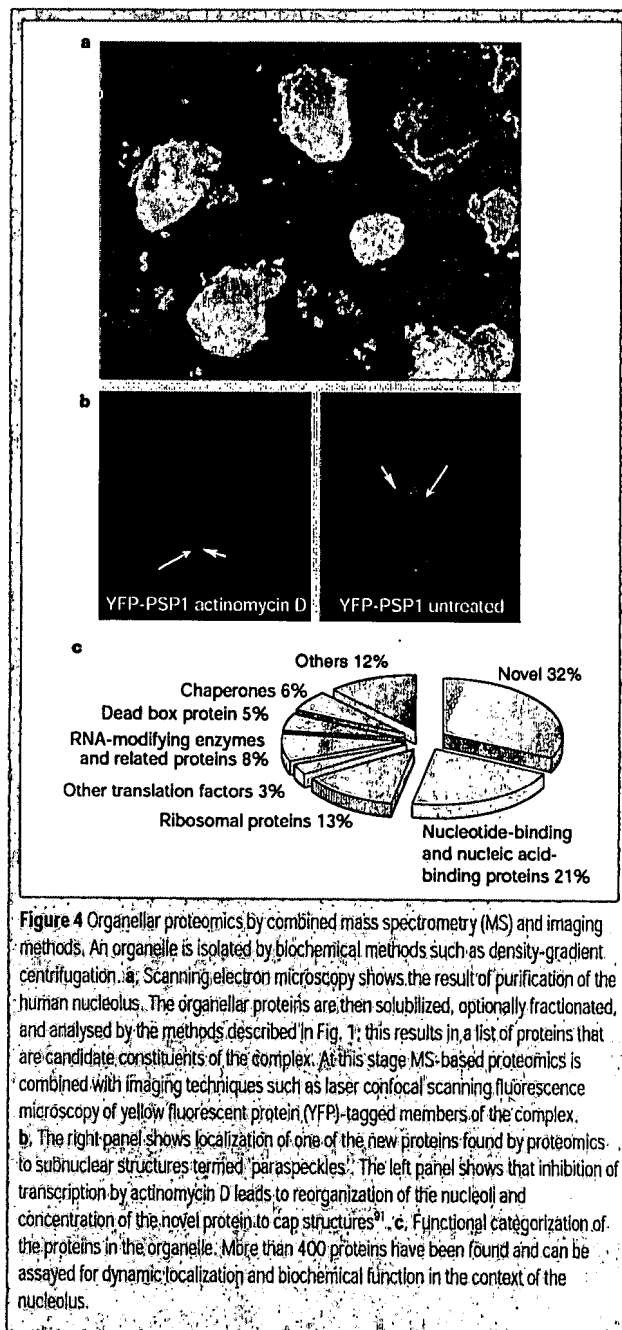 a
b
YFP-PSP1 actinomycin D
YFP-PSP1 untreated
c
Others 12%
Novel 32%
Chaperones 6%
Dead box protein 5%
RNA-modifying enzymes
and related proteins 8%
Other translation factors 3%
Ribosomal proteins 13%
Nucleotide-binding
and nucleic acid-
binding proteins 21%
Figure 4 Organellar proteomics by combined mass spectrometry (MS) and imaging
methods. An organelle is isolated by biochemical methods such as density-gradient
centrifugation. a, Scanning electron microscopy shows the result of purification of the
human nucleolus. The organellar proteins are then solubilized, optionally fractionated,
and analysed by the methods described in Fig. 1; this results in a list of proteins that
are candidate constituents of the complex. At this stage MS-based proteomics is
combined with imaging techniques such as laser confocal scanning fluorescence
microscopy of yellow fluorescent protein (YFP)-tagged members of the complex.
b, The right panel shows localization of one of the new proteins found by proteomics
to subnuclear structures termed 'paraspeckles'. The left panel shows that inhibition of
transcription by actinomycin D leads to reorganization of the nucleoli and
concentration of the novel protein to cap structures⁹¹. c, Functional categorization of
the proteins in the organelle. More than 400 proteins have been found and can be
assayed for dynamic localization and biochemical function in the context of the
nucleolus.